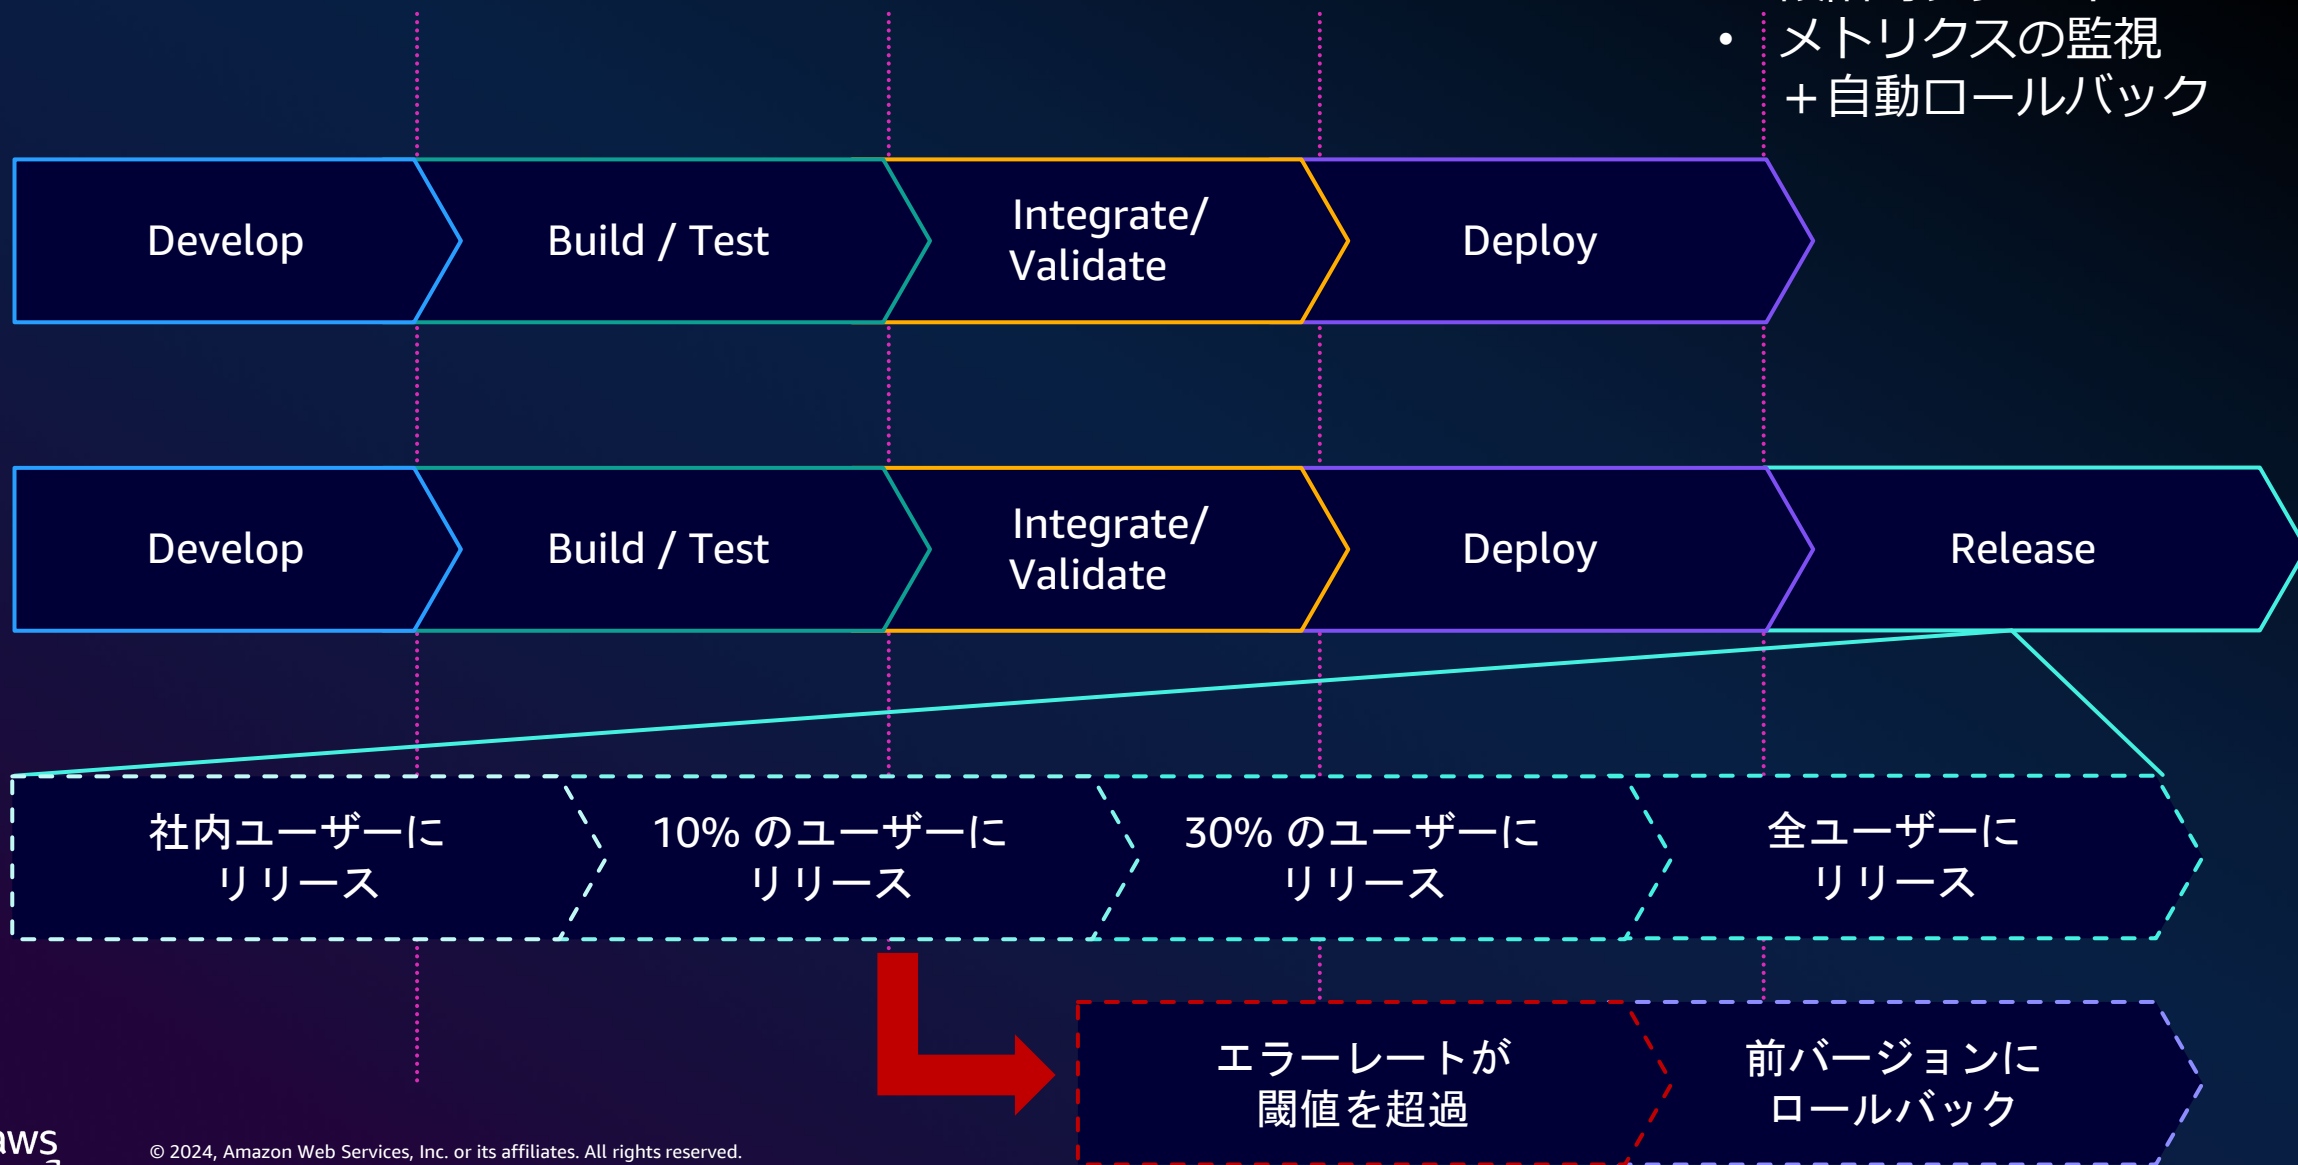 • メトリクスの監視
＋自動ロールバック
Develop
Build / Test
Integrate/
Validate
Deploy
Develop
Build / Test
Integrate/
Validate
Deploy
Release
社内ユーザーに
リリース
10% のユーザーに
リリース
30% のユーザーに
リリース
全ユーザーに
リリース
エラーレートが
閾値を超過
前バージョンに
ロールバック
aws
© 2024, Amazon Web Services, Inc. or its affiliates. All rights reserved.